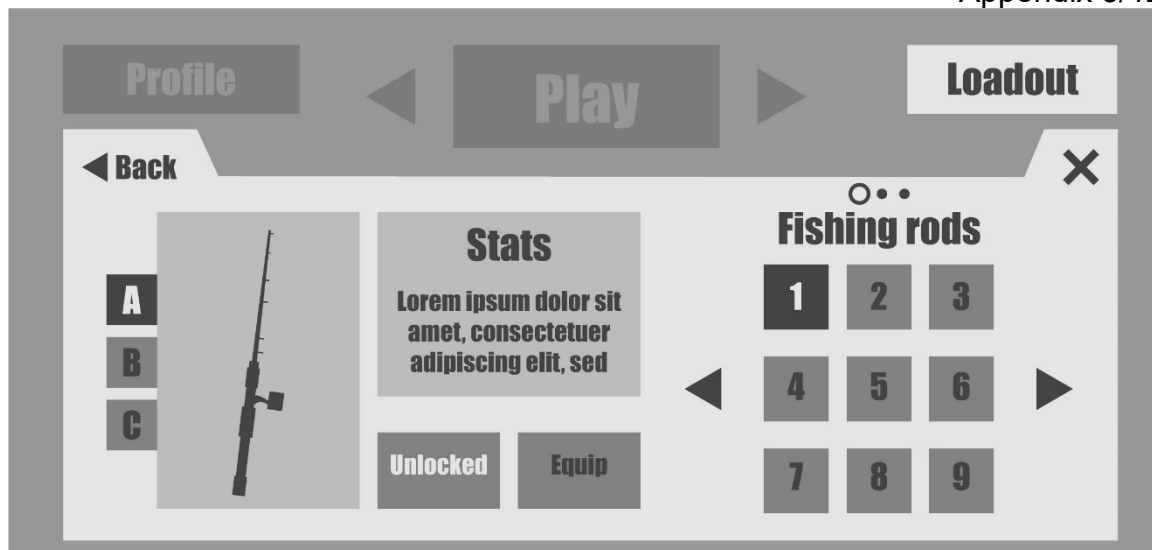 Profile
Play
Loadout
Back
Fishing rods
Stats
A
B
C
Lorem ipsum dolor sit
amet, consectetuer
adipiscing elit, sed
1 2 3
4 5 6
7 8 9
Unlocked
Equip